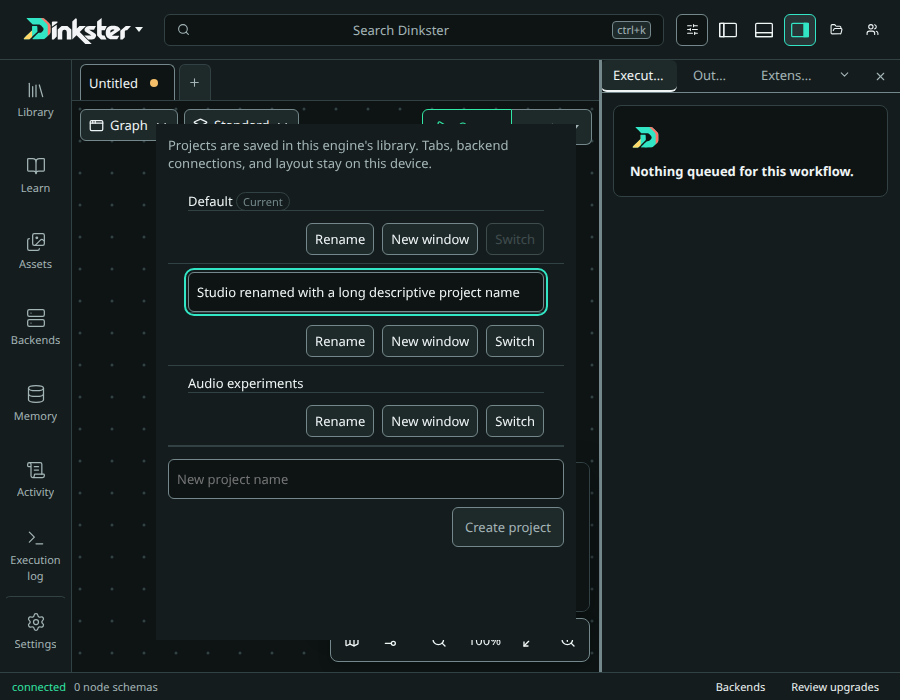 Dinkster
Search Dinkster
ctrl+k
Library
Learn
Assets
Backends
Memory
Activity
Execution
log
Settings
Untitled
+
Graph
Standard
Projects are saved in this engine's library. Tabs, backend
connections, and layout stay on this device.
Default Current
Rename New window Switch
Studio renamed with a long descriptive project name
Rename New window Switch
Audio experiments
Rename New window Switch
New project name
Create project
100%
Execut... Out... Extens...
Nothing queued for this workflow.
connected 0 node schemas
Backends Review upgrades